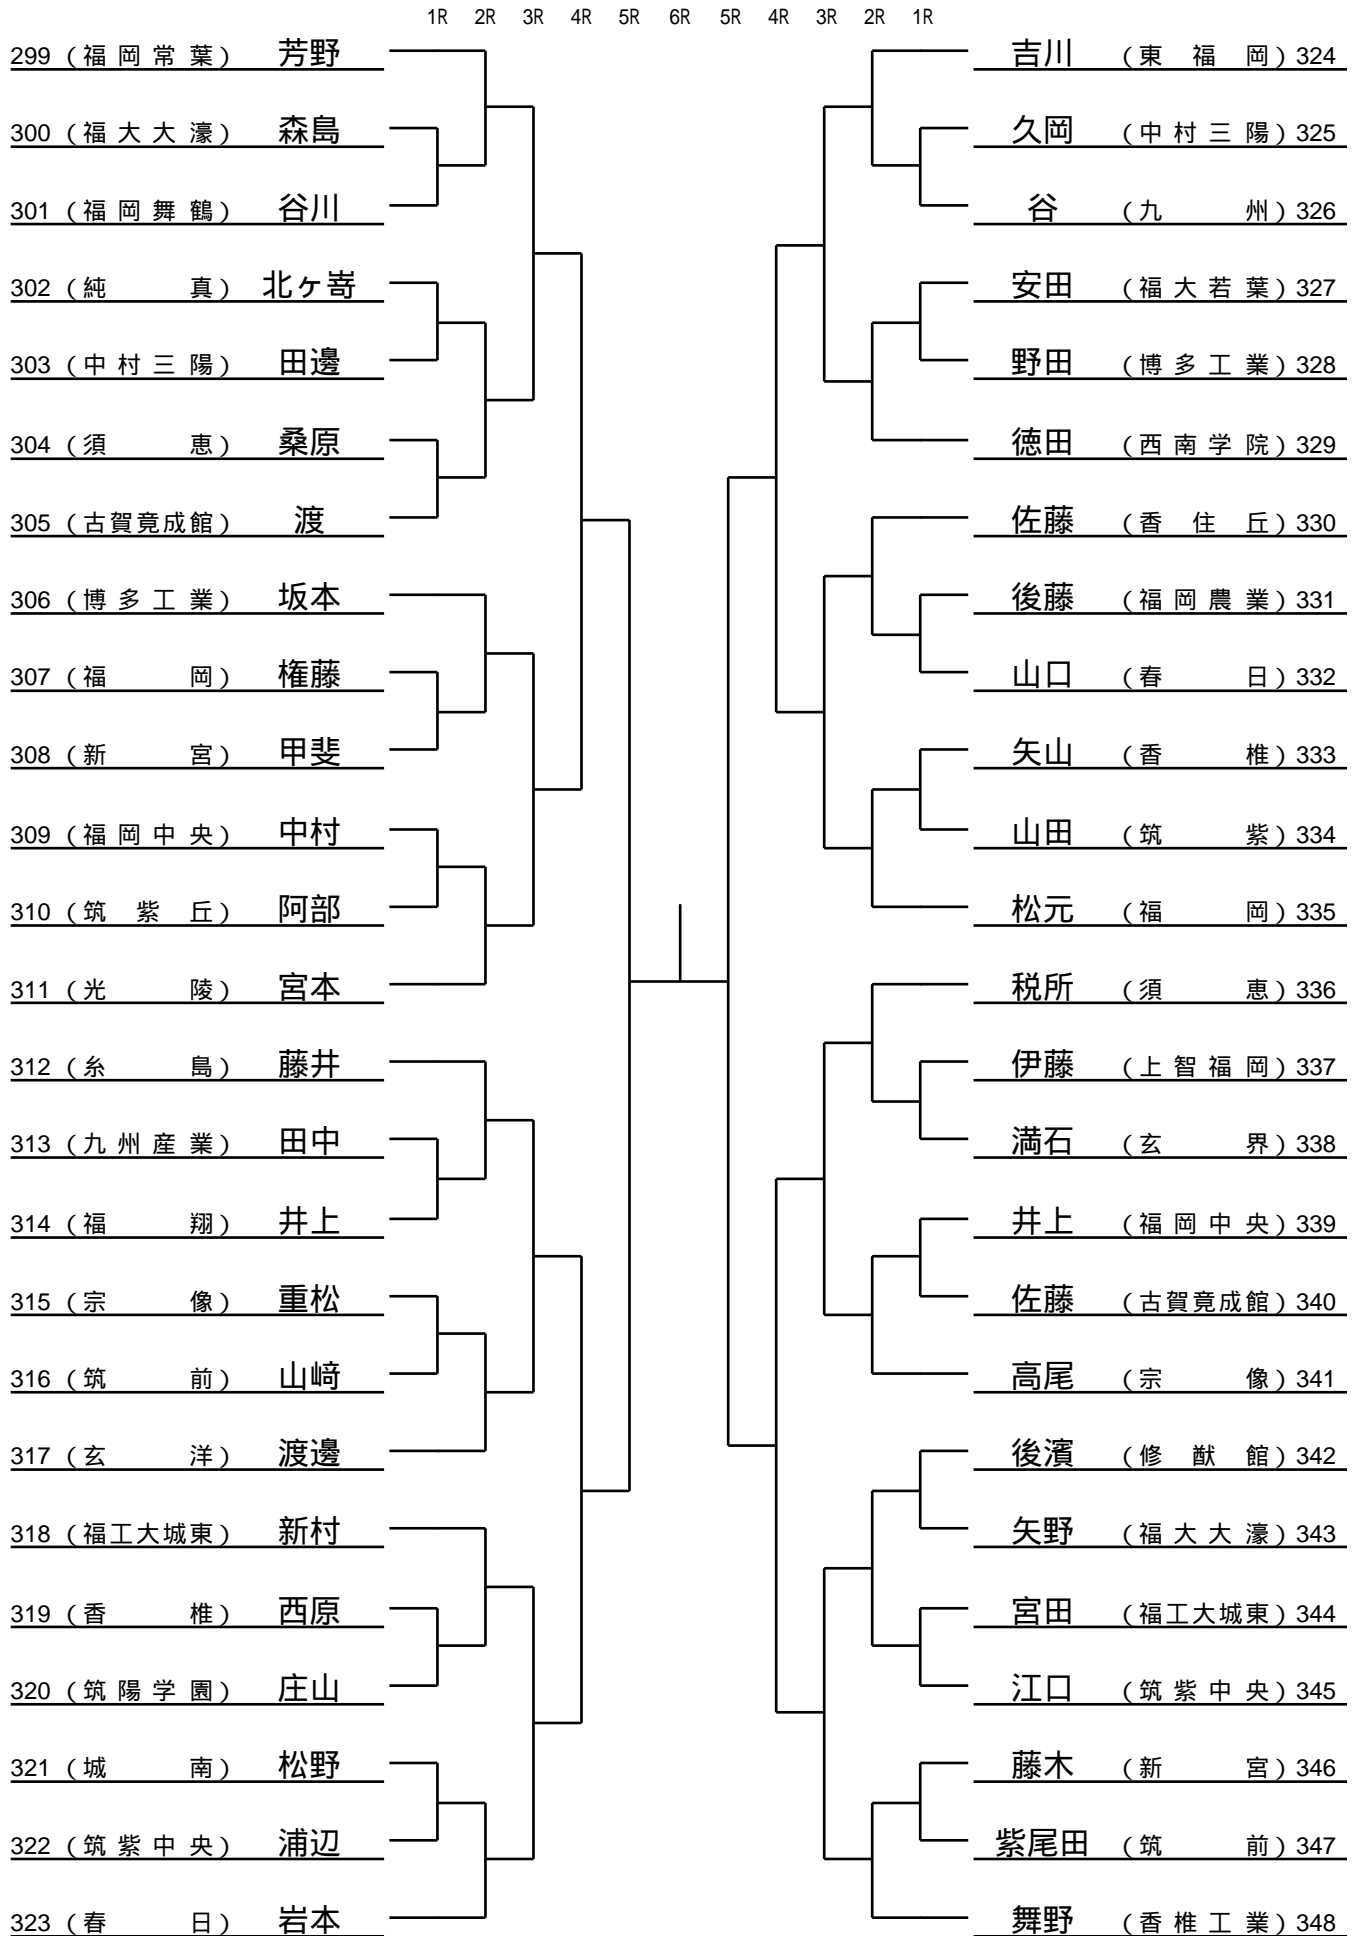 1R 2R 3R 4R 5R 6R 5R 4R 3R 2R 1R
299 (福岡常葉) 芳野
300 (福大大濠) 森島
301 (福岡舞鶴) 谷川
302 (純真) 北ヶ嵜
303 (中村三陽) 田邊
304 (須恵) 桑原
305 (古賀竟成館) 渡
306 (博多工業) 坂本
307 (福岡) 権藤
308 (新宮) 甲斐
309 (福岡中央) 中村
310 (筑紫丘) 阿部
311 (光陵) 宮本
312 (糸島) 藤井
313 (九州産業) 田中
314 (福翔) 井上
315 (宗像) 重松
316 (筑前) 山﨑
317 (玄洋) 渡邊
318 (福工大城東) 新村
319 (香椎) 西原
320 (筑陽学園) 庄山
321 (城南) 松野
322 (筑紫中央) 浦辺
323 (春日) 岩本
吉川 (東福岡) 324
久岡 (中村三陽) 325
谷 (九州) 326
安田 (福大若葉) 327
野田 (博多工業) 328
徳田 (西南学院) 329
佐藤 (香住丘) 330
後藤 (福岡農業) 331
山口 (春日) 332
矢山 (香椎) 333
山田 (筑紫) 334
松元 (福岡) 335
税所 (須恵) 336
伊藤 (上智福岡) 337
満石 (玄界) 338
井上 (福岡中央) 339
佐藤 (古賀竟成館) 340
高尾 (宗像) 341
後濱 (修猷館) 342
矢野 (福大大濠) 343
宮田 (福工大城東) 344
江口 (筑紫中央) 345
藤木 (新宮) 346
紫尾田 (筑前) 347
舞野 (香椎工業) 348